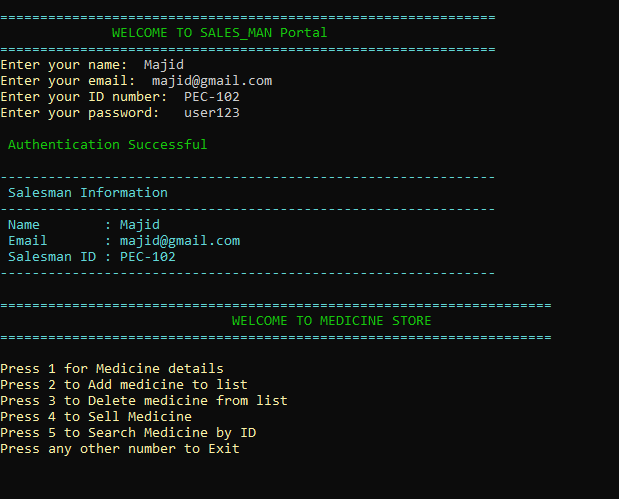 ==============================================================
WELCOME TO SALES_MAN Portal
==============================================================
Enter your name:  Majid
Enter your email:  majid@gmail.com
Enter your ID number:  PEC-102
Enter your password:   user123
Authentication Successful
--------------------------------------------------------------
Salesman Information
--------------------------------------------------------------
Name        : Majid
Email       : majid@gmail.com
Salesman ID : PEC-102
--------------------------------------------------------------
=====================================================================
WELCOME TO MEDICINE STORE
=====================================================================
Press 1 for Medicine details
Press 2 to Add medicine to list
Press 3 to Delete medicine from list
Press 4 to Sell Medicine
Press 5 to Search Medicine by ID
Press any other number to Exit